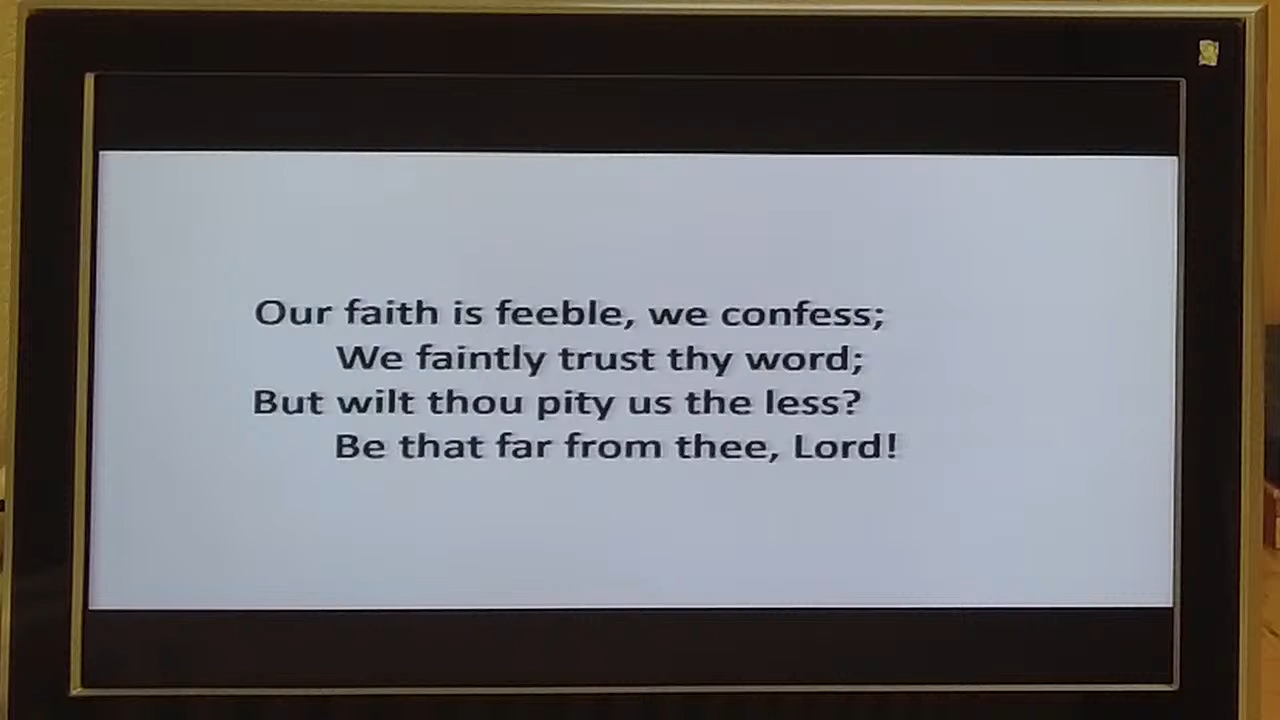 Our faith is feeble, we confess;
We faintly trust thy word;
But wilt thou pity us the less?
Be that far from thee, Lord!